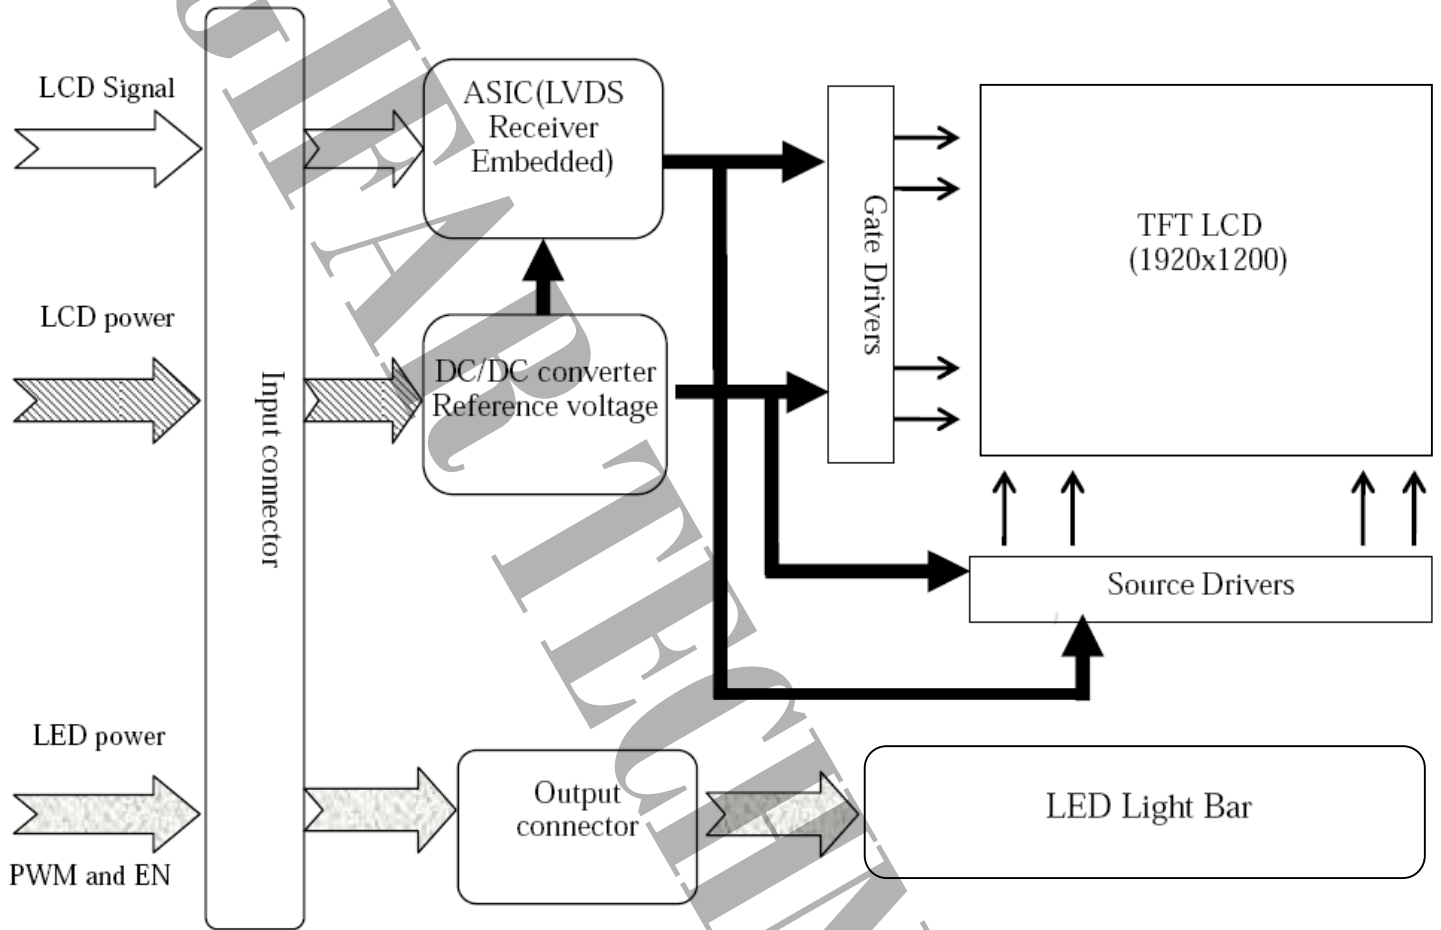 LCD Signal
ASIC(LVDS
Receiver
Embedded)
Gate Drivers
TFT LCD
(1920x1200)
LCD power
Input connector
DC/DC converter
Reference voltage
Source Drivers
LED power
PWM and EN
Output
connector
LED Light Bar